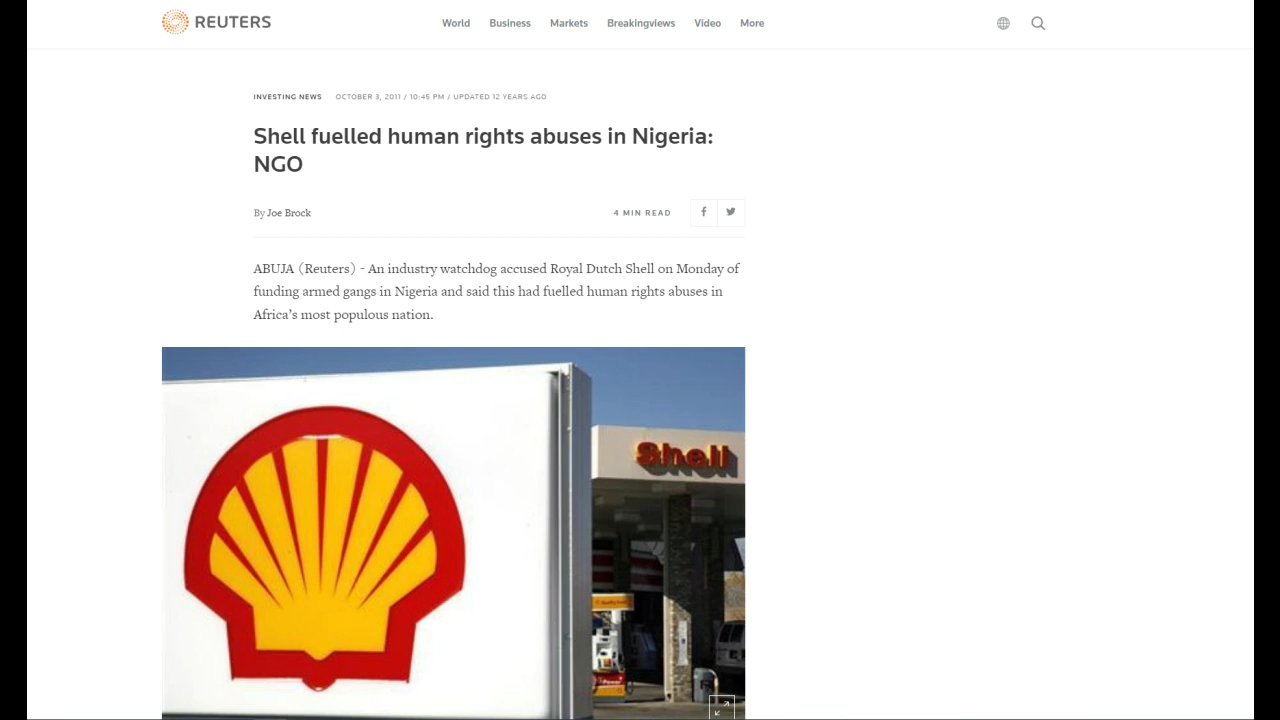 REUTERS
World Business Markets Breakingviews Video More
INVESTING NEWS OCTOBER 3, 2011 / 10:45 PM / UPDATED 12 YEARS AGO
Shell fuelled human rights abuses in Nigeria:
NGO
By Joe Brock
4 MIN READ
ABUJA (Reuters) - An industry watchdog accused Royal Dutch Shell on Monday of
funding armed gangs in Nigeria and said this had fuelled human rights abuses in
Africa’s most populous nation.
Shell